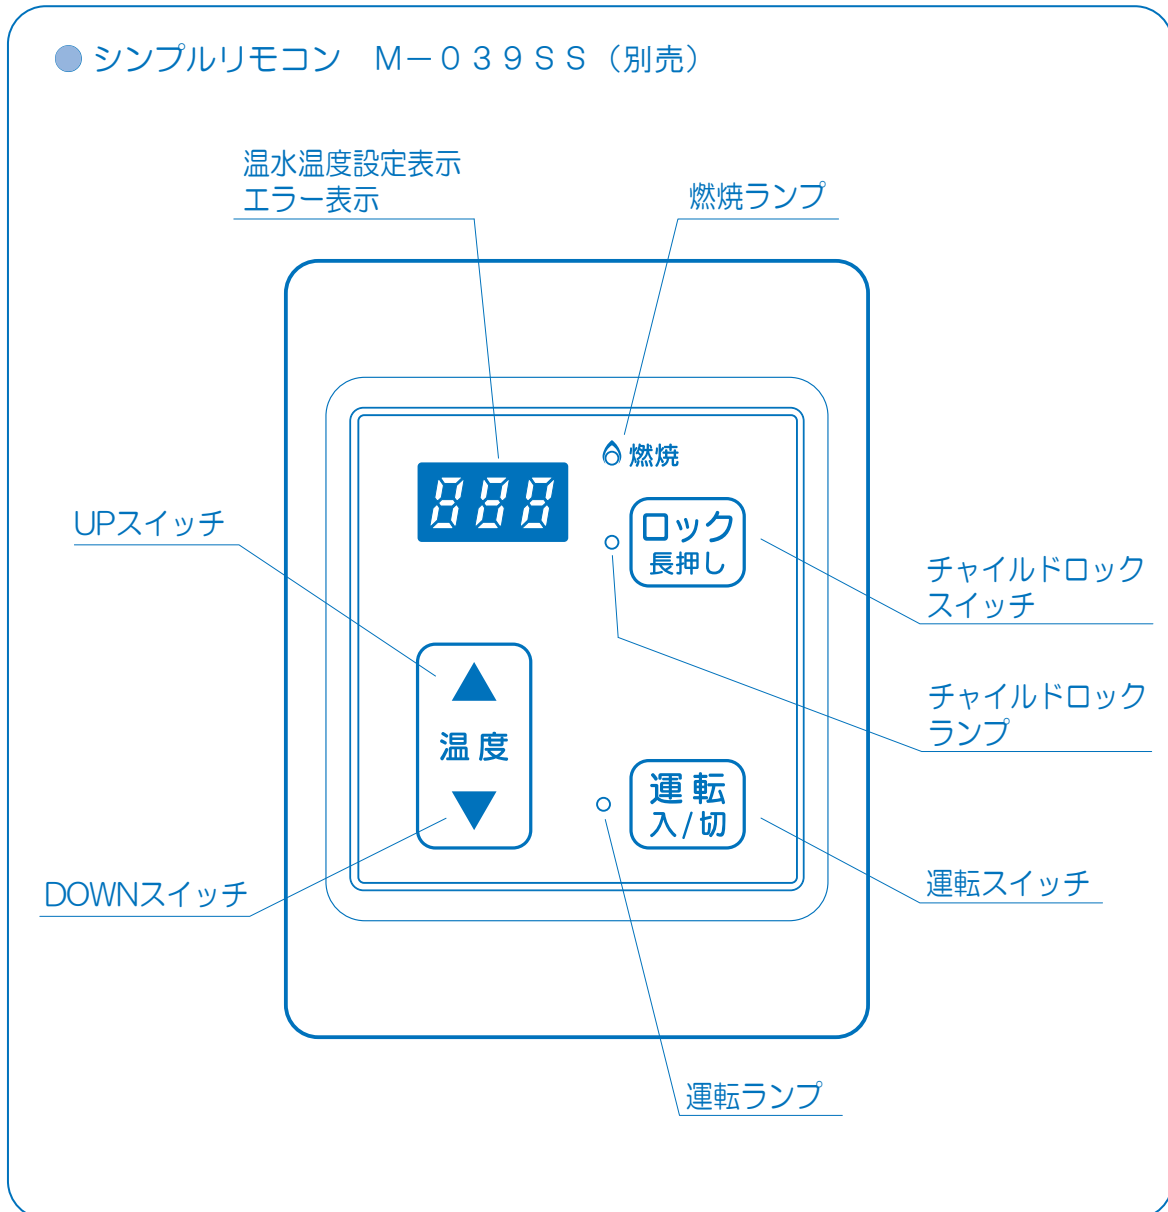 シンプルリモコン　M－０３９ＳＳ（別売）
温水温度設定表示
エラー表示
燃焼ランプ
燃焼
888
UPスイッチ
ロック
長押し
チャイルドロック
スイッチ
チャイルドロック
ランプ
温度
運転
入/切
DOWNスイッチ
運転スイッチ
運転ランプ